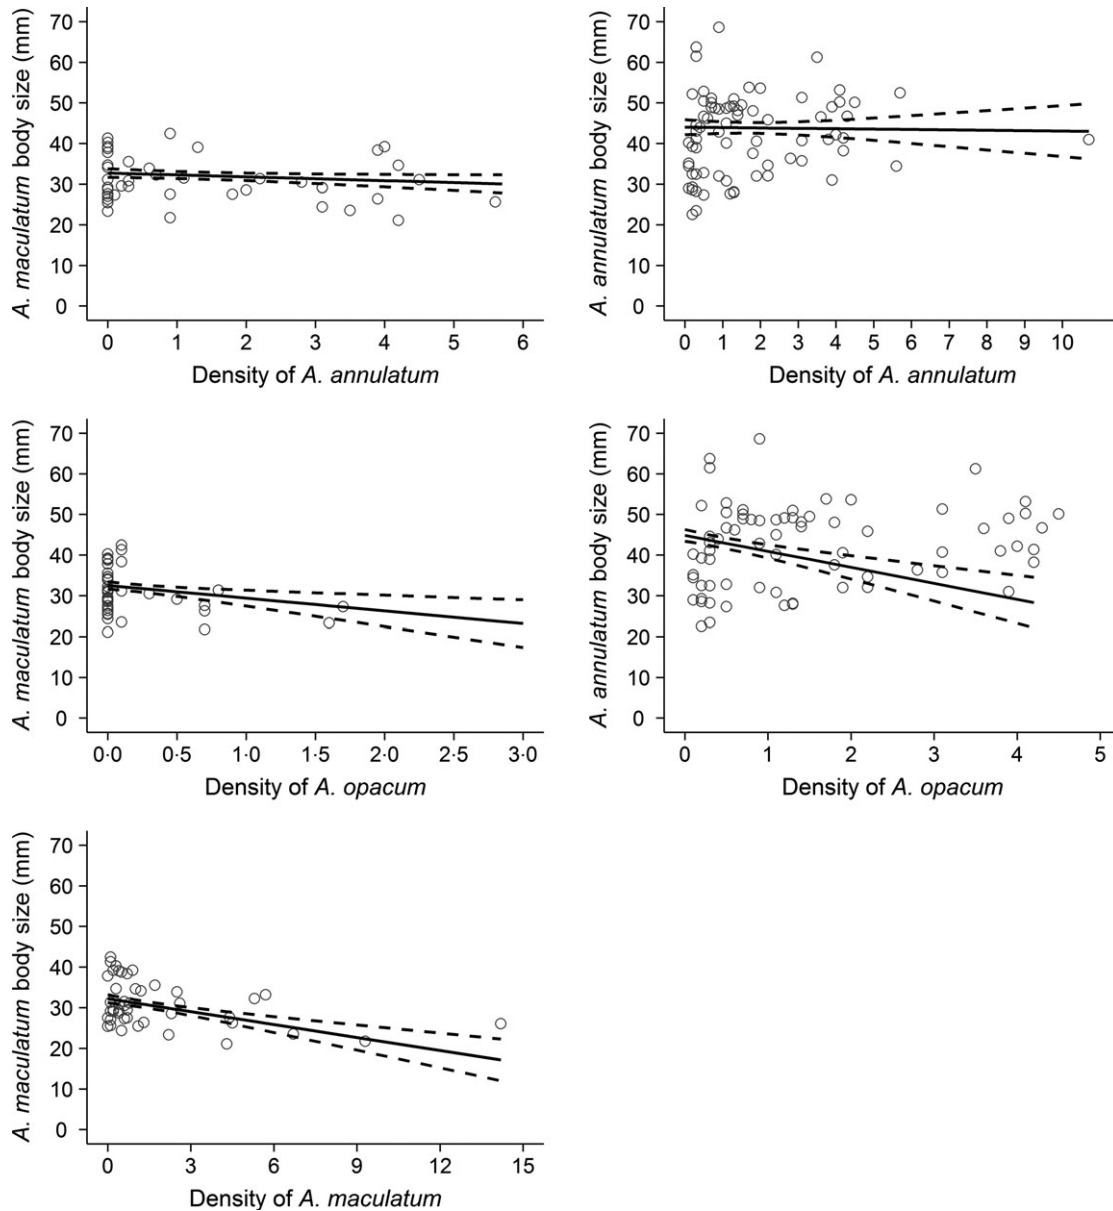 A. maculatum body size (mm)
70
60
50
40
30
20
10
0
0 1 2 3 4 5 6
Density of A. annulatum
A. annulatum body size (mm)
70
60
50
40
30
20
10
0
0 1 2 2 3 4 5 6 7 8 9 10
Density of A. annulatum
A. maculatum body size (mm)
70
60
50
40
30
20
10
0
0·0 0·5 1·0 1·5 2·0 2·5 3·0
Density of A. opacum
A. annulatum body size (mm)
70
60
50
40
30
20
10
0
0 1 2 3 4 5
Density of A. opacum
A. maculatum body size (mm)
70
60
50
40
30
20
10
0
0 3 6 9 12 15
Density of A. maculatum